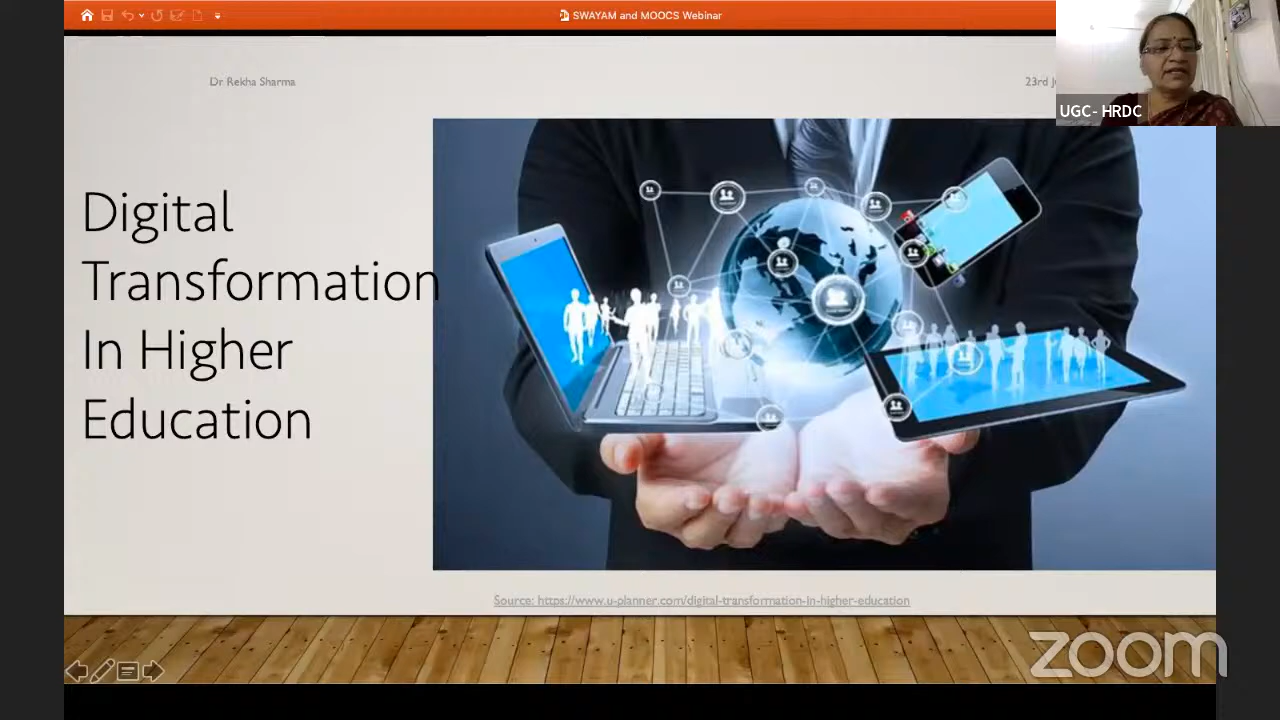 SWAYAM and MOOCS Webinar
Dr Rekha Sharma
23rd
UGC- HRDC
Digital
Transformation
In Higher
Education
Source: https://www.u-planner.com/digital-transformation-in-higher-education
zoom